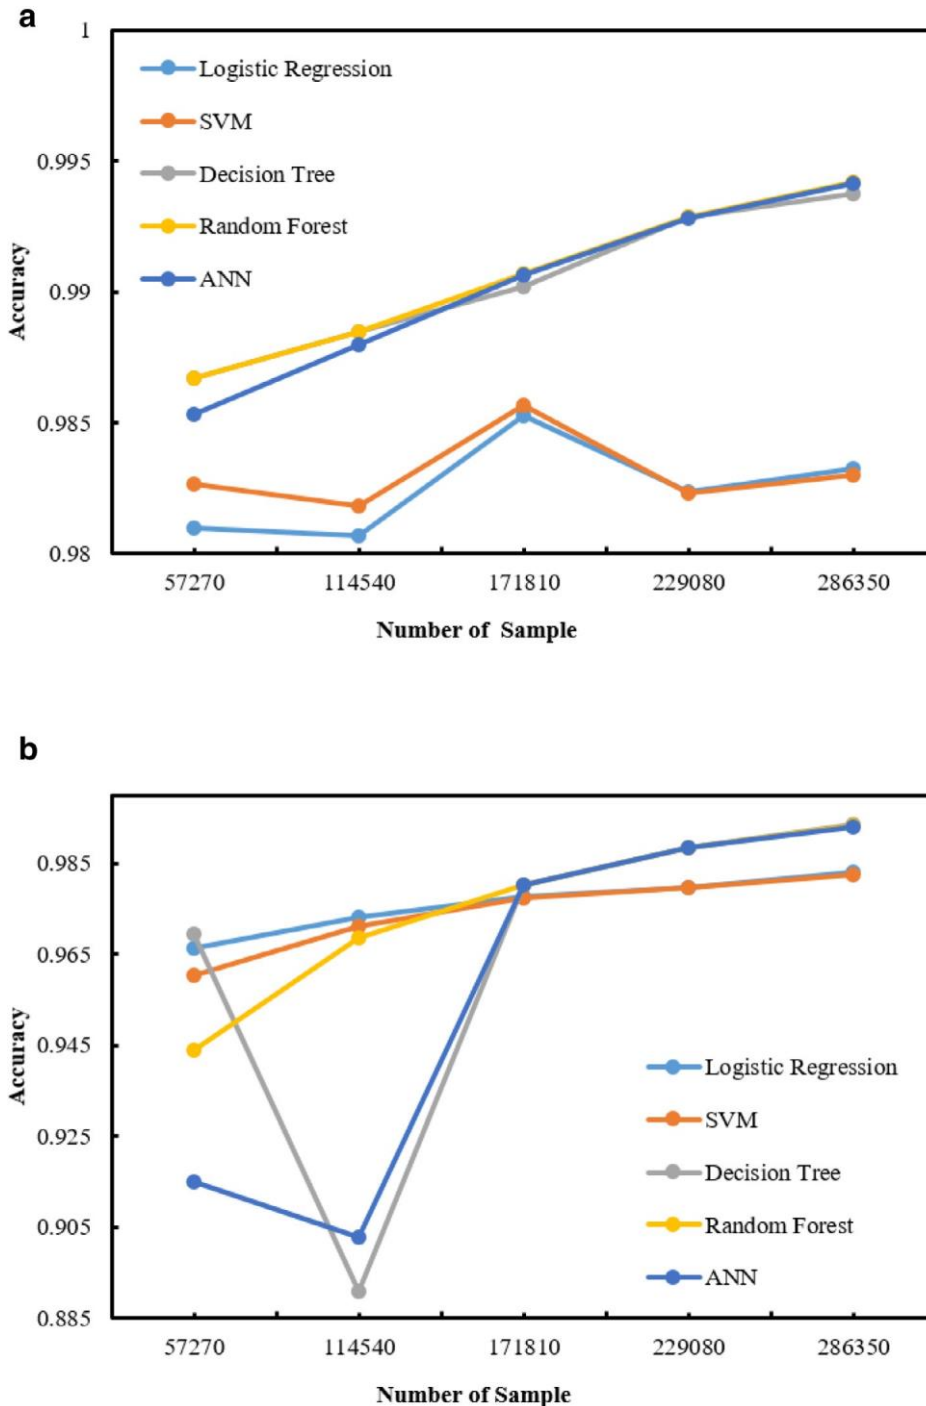 a
1
Logistic Regression
SVM
0.995
Decision Tree
Random Forest
0.99
ANN
Accuracy
0.985
0.98
57270 114540 171810 229080 286350
Number of Sample
b
0.985
0.965
0.945
Accuracy
Logistic Regression
0.925
SVM
Decision Tree
0.905
Random Forest
ANN
0.885
57270 114540 171810 229080 286350
Number of Sample